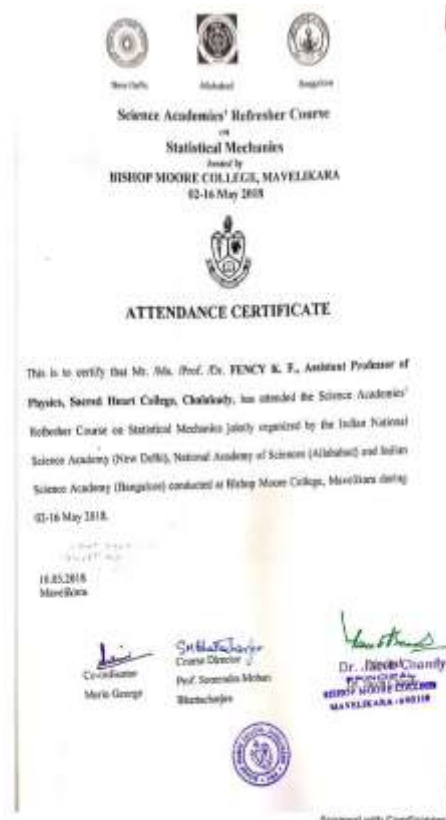 New Delhi Allahabad Bangalore
Science Academies' Refresher Course
on
Statistical Mechanics
hosted by
BISHOP MOORE COLLEGE, MAVELIKARA
02-16 May 2018
ATTENDANCE CERTIFICATE
This is to certify that Mr. /Ms. /Prof. /Dr. FENCY K. F., Assistant Professor of
Physics, Sacred Heart College, Chalakudy, has attended the Science Academies'
Refresher Course on Statistical Mechanics jointly organized by the Indian National
Science Academy (New Delhi), National Academy of Sciences (Allahabad) and Indian
Science Academy (Bangalore) conducted at Bishop Moore College, Mavelikara during
02-16 May 2018.
Mavelikara
SMBhattacharjee
Co-ordinator
Course Director
Merin George
Prof. Somendra Mohan
Bhattacharjee
Dr. Jacob Chandy
PRINCIPAL
BISHOP MOORE COLLEGE
MAVELIKARA - 690110
Scanned with CamScanner